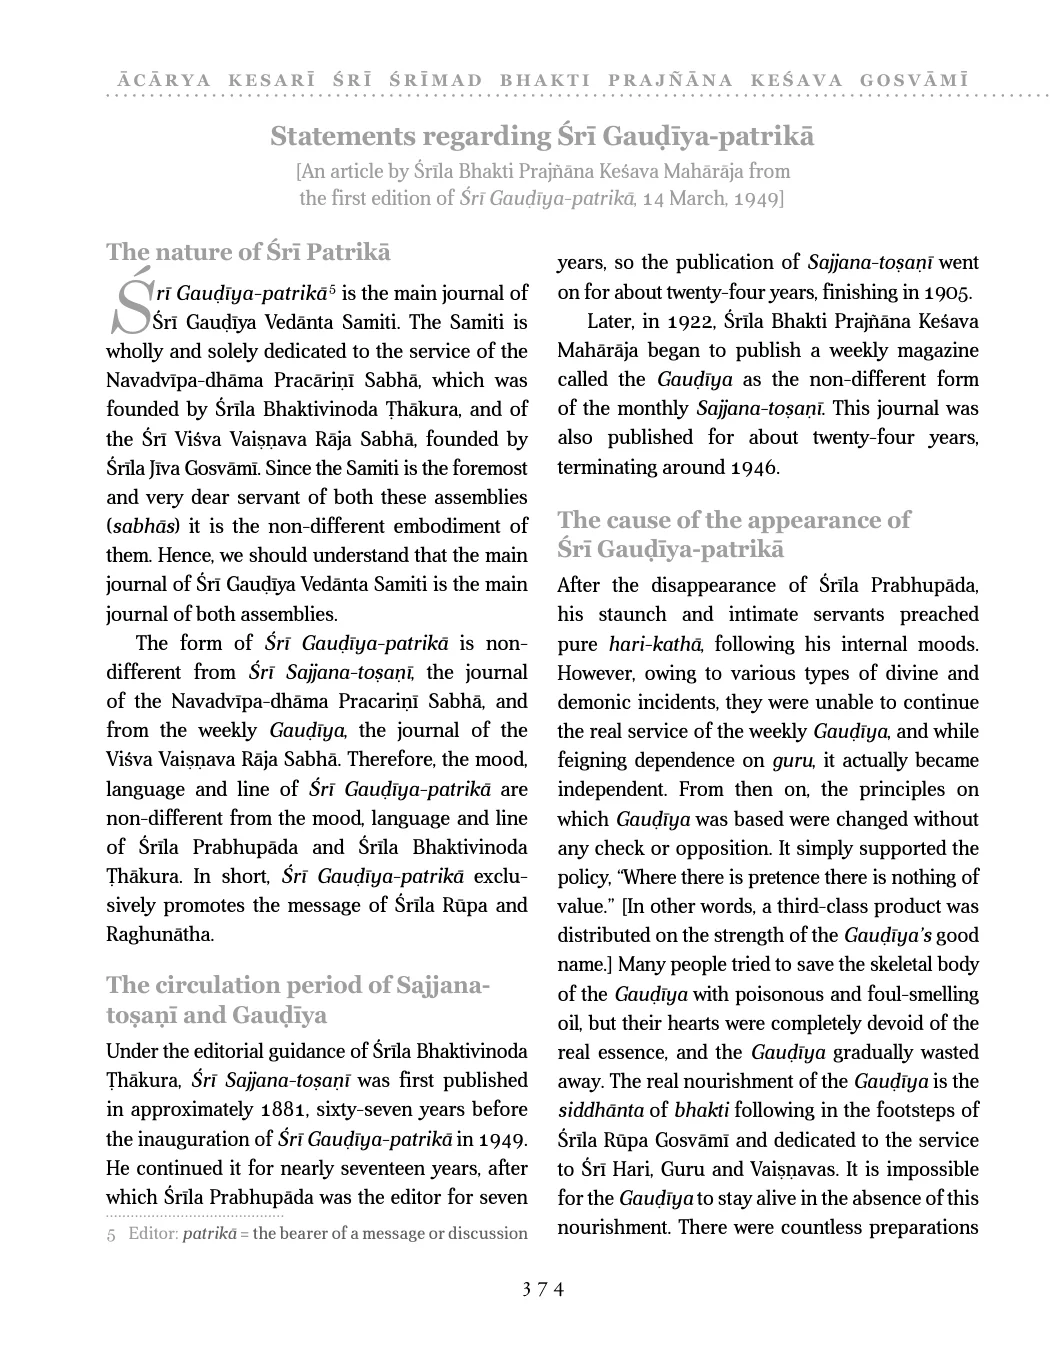 ĀCĀRYA KESARĪ ŚRĪ ŚRĪMAD BHAKTI PRAJÑĀNA KEŚAVA GOSVĀMĪ
Statements regarding Śrī Gauḍīya-patrikā
[An article by Śrīla Bhakti Prajñāna Keśava Mahārāja from
the first edition of Śrī Gauḍīya-patrikā, 14 March, 1949]
The nature of Śrī Patrikā
Śrī Gauḍīya-patrikā5 is the main journal of
Śrī Gauḍīya Vedānta Samiti. The Samiti is
wholly and solely dedicated to the service of the
Navadvīpa-dhāma Pracāriṇī Sabhā, which was
founded by Śrīla Bhaktivinoda Ṭhākura, and of
the Śrī Viśva Vaiṣṇava Rāja Sabhā, founded by
Śrīla Jīva Gosvāmī. Since the Samiti is the foremost
and very dear servant of both these assemblies
(sabhās) it is the non-different embodiment of
them. Hence, we should understand that the main
journal of Śrī Gauḍīya Vedānta Samiti is the main
journal of both assemblies.
The form of Śrī Gauḍīya-patrikā is non-
different from Śrī Sajjana-toṣaṇī, the journal
of the Navadvīpa-dhāma Pracariṇī Sabhā, and
from the weekly Gauḍīya, the journal of the
Viśva Vaiṣṇava Rāja Sabhā. Therefore, the mood,
language and line of Śrī Gauḍīya-patrikā are
non-different from the mood, language and line
of Śrīla Prabhupāda and Śrīla Bhaktivinoda
Ṭhākura. In short, Śrī Gauḍīya-patrikā exclu-
sively promotes the message of Śrīla Rūpa and
Raghunātha.
The circulation period of Sajjana-
toṣaṇī and Gauḍīya
Under the editorial guidance of Śrīla Bhaktivinoda
Ṭhākura, Śrī Sajjana-toṣaṇī was first published
in approximately 1881, sixty-seven years before
the inauguration of Śrī Gauḍīya-patrikā in 1949.
He continued it for nearly seventeen years, after
which Śrīla Prabhupāda was the editor for seven
5 Editor: patrikā = the bearer of a message or discussion
years, so the publication of Sajjana-toṣaṇī went
on for about twenty-four years, finishing in 1905.
Later, in 1922, Śrīla Bhakti Prajñāna Keśava
Mahārāja began to publish a weekly magazine
called the Gauḍīya as the non-different form
of the monthly Sajjana-toṣaṇī. This journal was
also published for about twenty-four years,
terminating around 1946.
The cause of the appearance of
Śrī Gauḍīya-patrikā
After the disappearance of Śrīla Prabhupāda,
his staunch and intimate servants preached
pure hari-kathā, following his internal moods.
However, owing to various types of divine and
demonic incidents, they were unable to continue
the real service of the weekly Gauḍīya, and while
feigning dependence on guru, it actually became
independent. From then on, the principles on
which Gauḍīya was based were changed without
any check or opposition. It simply supported the
policy, “Where there is pretence there is nothing of
value.” [In other words, a third-class product was
distributed on the strength of the Gauḍīya’s good
name.] Many people tried to save the skeletal body
of the Gauḍīya with poisonous and foul-smelling
oil, but their hearts were completely devoid of the
real essence, and the Gauḍīya gradually wasted
away. The real nourishment of the Gauḍīya is the
siddhānta of bhakti following in the footsteps of
Śrīla Rūpa Gosvāmī and dedicated to the service
to Śrī Hari, Guru and Vaiṣṇavas. It is impossible
for the Gauḍīya to stay alive in the absence of this
nourishment. There were countless preparations
374